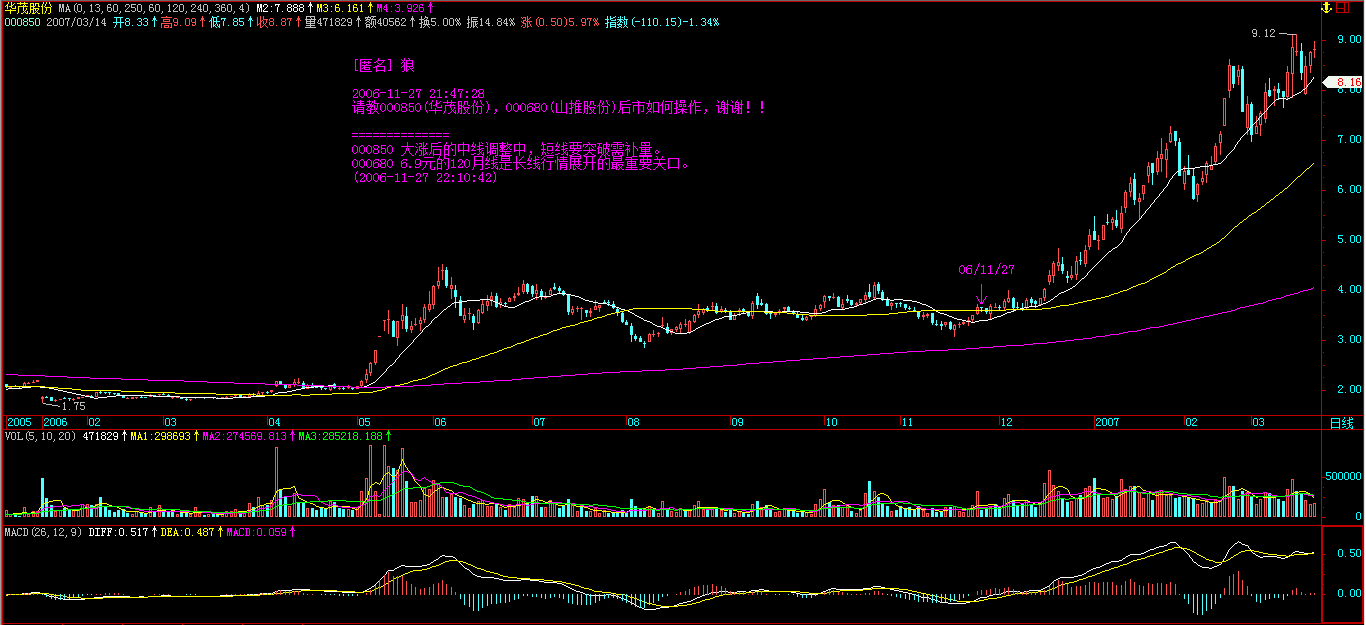 华茂股份 MA(0,13,60,250,60,120,240,360,4) M2:7.888↑M3:6.161↑M4:3.926↑
000850 2007/03/14 开8.33↑高9.09↑低7.85↑收8.87↑量471829↑额40562↑换5.00% 振14.84% 涨(0.50)5.97% 指数(-110.15)-1.34%
9.12
9.00
[匿名] 狼
8.16
8.00
2006-11-27 21:47:28
请教000850(华茂股份), 000680(山推股份)后市如何操作, 谢谢!!
==============
7.00
000850 大涨后的中线调整中, 短线要突破需补量。
000680 6.9元的120月线是长线行情展开的最重要关口。
(2006-11-27 22:10:42)
6.00
5.00
06/11/27
4.00
3.00
2.00
1.75
2005 2006 02 03 04 05 06 07 08 09 10 11 12 2007 02 03 日线
VOL(5,10,20) 471829↑MA1:298693↑MA2:274569.813↑MA3:285218.188↑
500000
0
MACD(26,12,9) DIFF:0.517↑DEA:0.487↑MACD:0.059↑
0.50
0.00